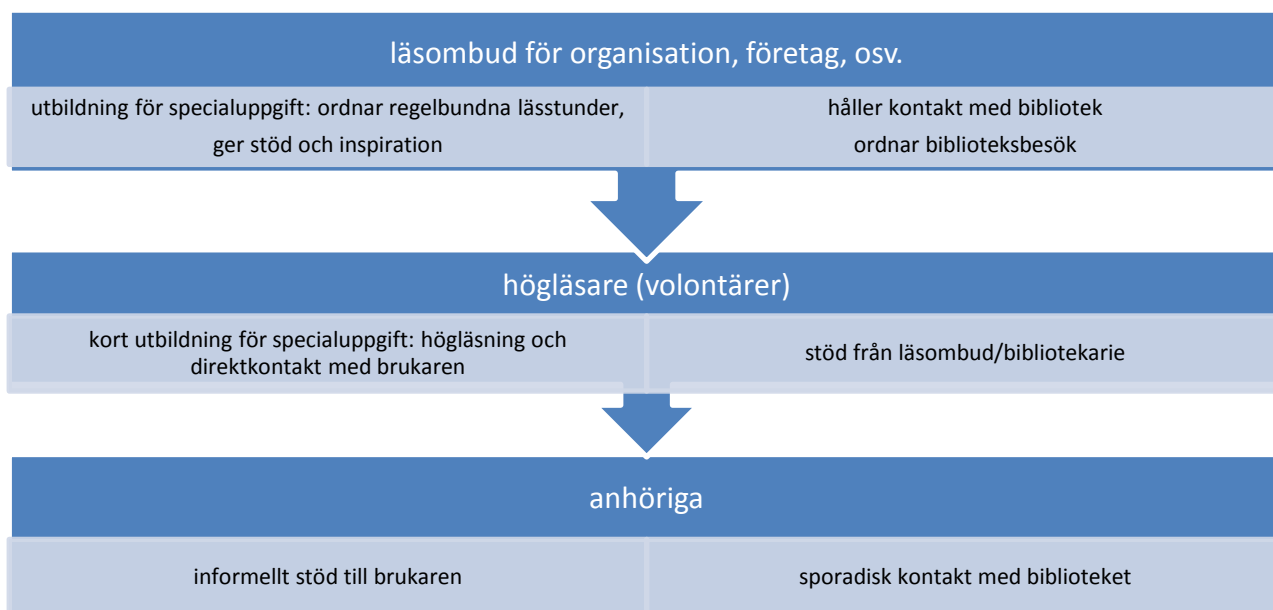 läsombud för organisation, företag, osv.
utbildning för specialuppgift: ordnar regelbundna lässtunder,
ger stöd och inspiration
håller kontakt med bibliotek
ordnar biblioteksbesök
högläsare (volontärer)
kort utbildning för specialuppgift: högläsning och
direktkontakt med brukaren
stöd från läsombud/bibliotekarie
anhöriga
informellt stöd till brukaren
sporadisk kontakt med biblioteket